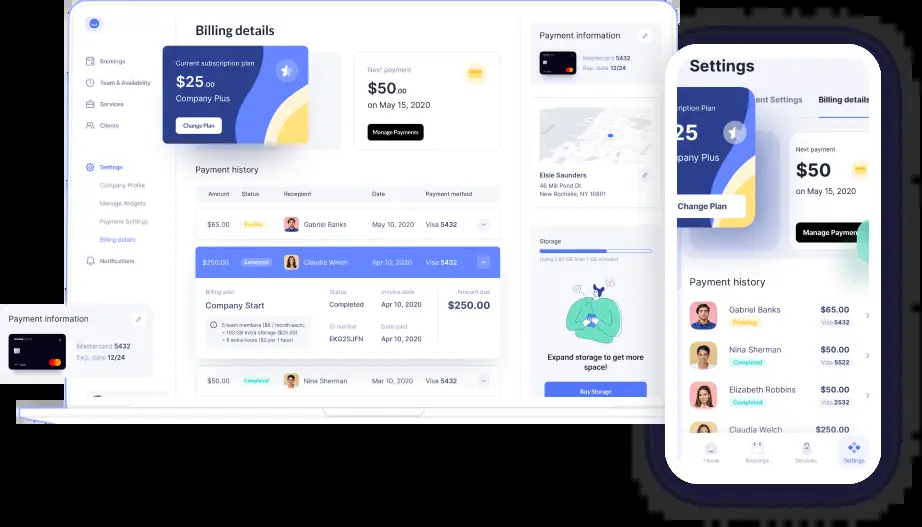 Billing details
Bookings
Team & Availability
Services
Clients
Settings
Company Profile
Manage Widgets
Payment Settings
Billing details
Notifications
Current subscription plan
$25.00
Company Plus
Change Plan
Next payment
$50.00
on May 15, 2020
Manage Payments
Payment history
Amount Status Recepient Date Payment method
$65.00 Pending Gabriel Banks May 10, 2020 Visa 5432
$250,00 Completed Claudia Welch Apr 10, 2020 Visa 5432
Billing plan Status Invoice date Amount due
Company Start Completed Apr 10, 2020 $250.00
5 team members ($6 / month each;
• 100 GB extra storage ($25.00)
• 8 extra hours ($2 per 1 hour)
ID number Date paid
EKG2SJFN Apr 10, 2020
$50.00 Completed Nina Sherman Mar 10, 2020 Visa 5432
Payment information
Mastercard 5432
Exp. date 12/24
Elsie Saunders
46 Mill Pond Dr.
New Rochelle, NY 10801
Storage
Using 0.65 GB from 1 GB included
Expand storage to get more
space!
Buy Storage
Payment information
Mastercard 5432
Exp. date 12/24
Settings
ent Settings Billing details
cription Plan
25
pany Plus
Change Plan
Next payment
$50
on May 15, 2020
Manage Paymen
Payment history
Gabriel Banks $65.00
Pending Visa 5432
Nina Sherman $50.00
Completed Visa 5522
Elizabeth Robbins $50.00
Completed Visa 2532
Claudia Welch $250.00
Home Bookings Services Settings